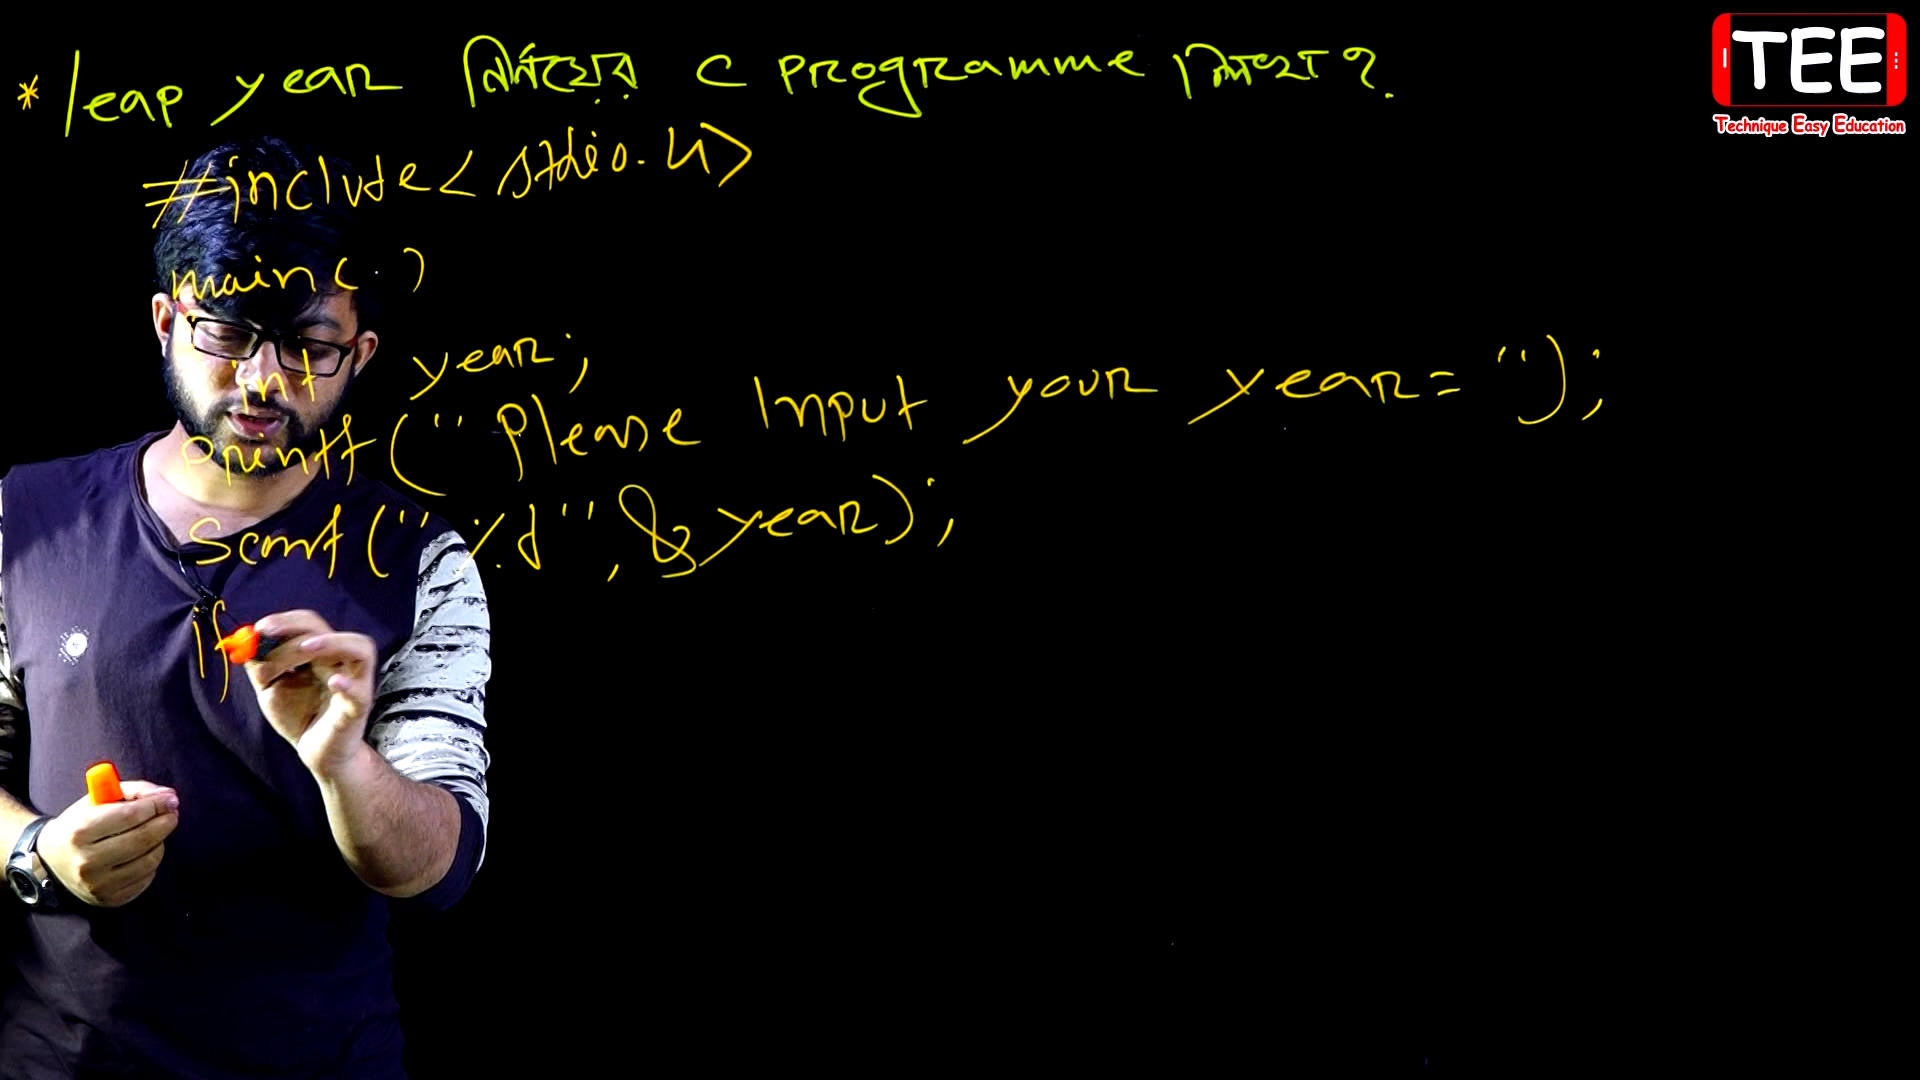 * leap year নির্ণয়ের C programme লিখো?
#include<stdio.h>
main()
int year;
printf("Please Input your year=");
Scanf("%d",&year);
if
TEE
Technique Easy Education